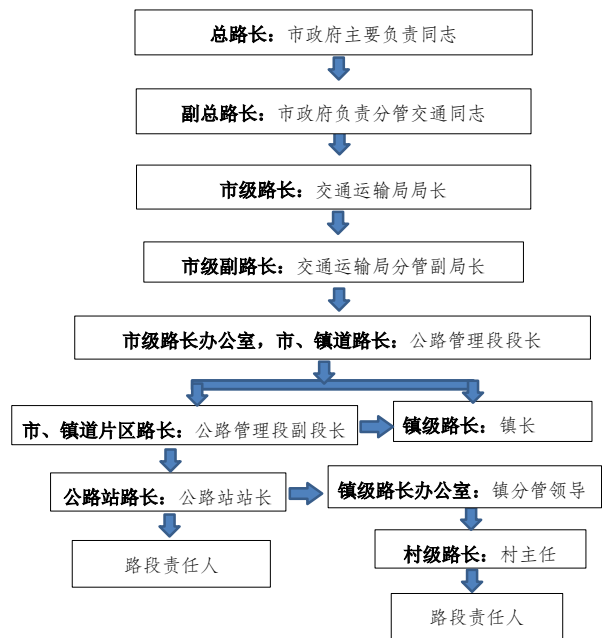 总路长：市政府主要负责同志
副总路长：市政府负责分管交通同志
市级路长：交通运输局局长
市级副路长：交通运输局分管副局长
市级路长办公室，市、镇道路长：公路管理段段长
市、镇道片区路长：公路管理段副段长
镇级路长：镇长
公路站路长：公路站站长
镇级路长办公室：镇分管领导
路段责任人
村级路长：村主任
路段责任人